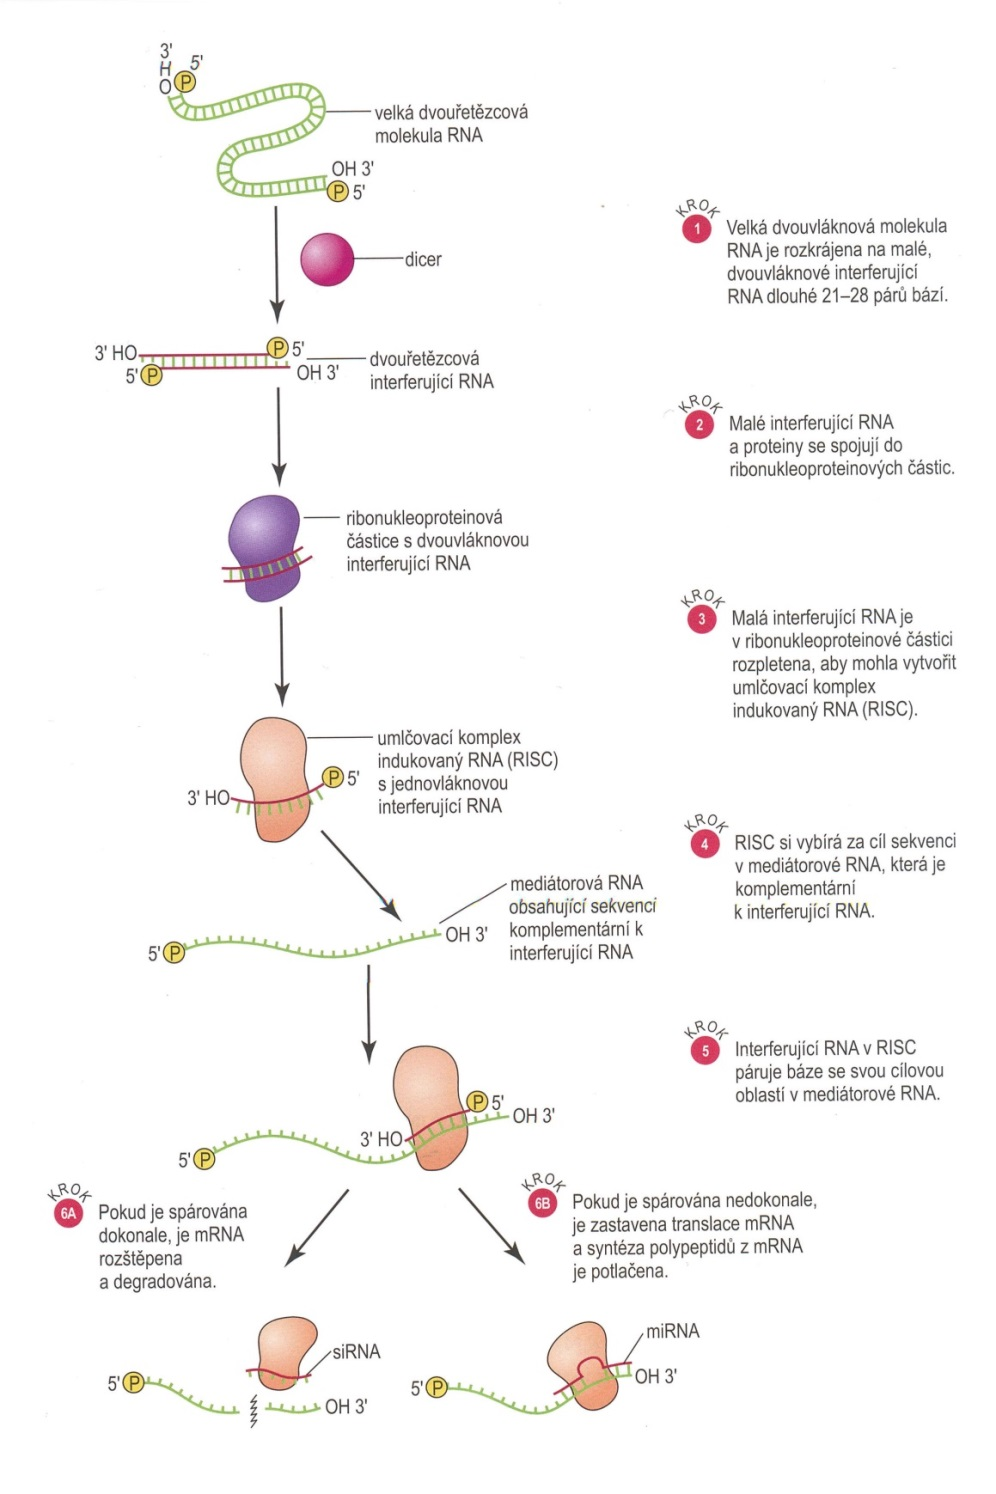 3'
H
O
P
5'
velká dvouřetězcová
molekula RNA
OH 3'
P 5'
dicer
KROK
1
Velká dvouvláknová molekula
RNA je rozkrájena na malé,
dvouvláknové interferující
RNA dlouhé 21–28 párů bází.
3' HO
P 5'
5' P
OH 3'
dvouřetězcová
interferující RNA
KROK
2
Malé interferující RNA
a proteiny se spojují do
ribonukleoproteinových částic.
ribonukleoproteinová
částice s dvouvláknovou
interferující RNA
KROK
3
Malá interferující RNA je
v ribonukleoproteinové částici
rozpletena, aby mohla vytvořit
umlčovací komplex
indukovaný RNA (RISC).
umlčovací komplex
indukovaný RNA (RISC)
s jednovláknovou
interferující RNA
P 5'
3' HO
KROK
4
RISC si vybírá za cíl sekvenci
v mediátorové RNA, která je
komplementární
k interferující RNA.
mediátorová RNA
obsahující sekvenci
komplementární k
interferující RNA
OH 3'
5' P
KROK
5
Interferující RNA v RISC
páruje báze se svou cílovou
oblastí v mediátorové RNA.
P 5'
OH 3'
3' HO
5' P
KROK
6A
Pokud je spárována
dokonale, je mRNA
rozštěpena
a degradována.
KROK
6B
Pokud je spárována nedokonale,
je zastavena translace mRNA
a syntéza polypeptidů z mRNA
je potlačena.
siRNA
5' P
OH 3'
miRNA
5' P
OH 3'